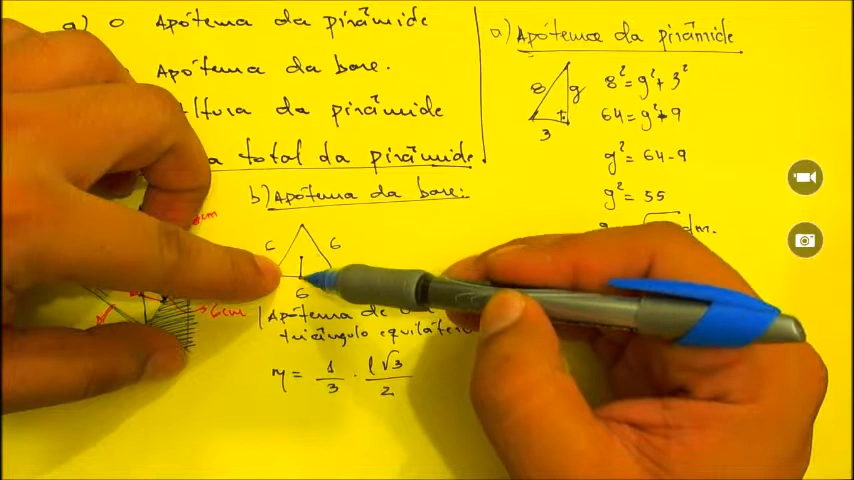 a) o Apótema da pirâmide
Apótema da base.
Altura da pirâmide
total da pirâmide.
b) Apótema da base:
6 6
6
Apótema de
triângulo equiláte
m = 1/3 . l√3/2
cm
6cm
a) Apótema da pirâmide
8 g
3
8² = g² + 3²
64 = g² + 9
g² = 64 - 9
g² = 55
dm.